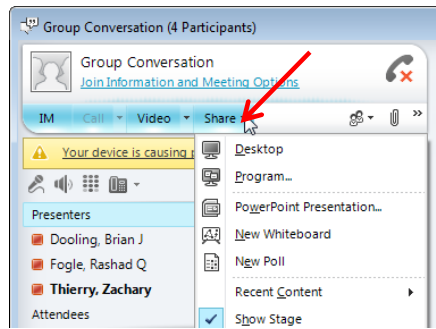 Group Conversation (4 Participants)
Group Conversation
Join Information and Meeting Options
IM Call Video Share
Your device is causing
Desktop
Program...
PowerPoint Presentation...
New Whiteboard
New Poll
Recent Content
Show Stage
Presenters
Dooling, Brian J
Fogle, Rashad Q
Thierry, Zachary
Attendees